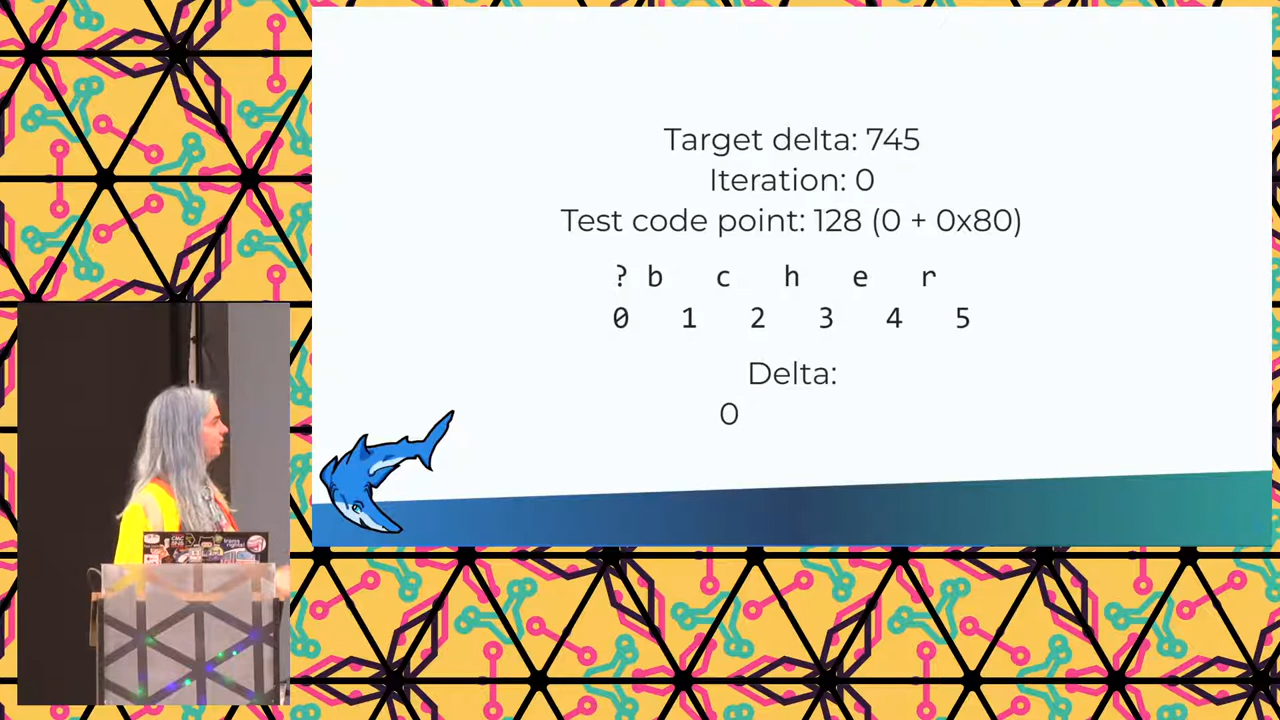 Target delta: 745
Iteration: 0
Test code point: 128 (0 + 0x80)
? b c h e r
0 1 2 3 4 5
Delta:
0